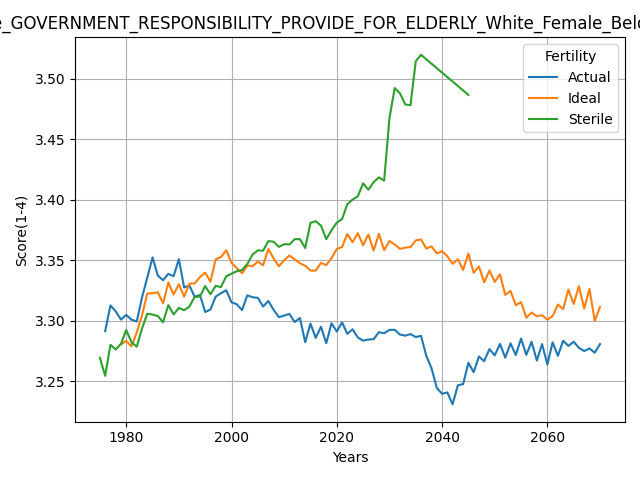 GOVERNMENT_RESPONSIBILITY_PROVIDE_FOR_ELDERLY_White_Female_
Fertility
Actual
Ideal
Sterile
Score(1-4)
3.50
3.45
3.40
3.35
3.30
3.25
1980
2000
2020
2040
2060
Years